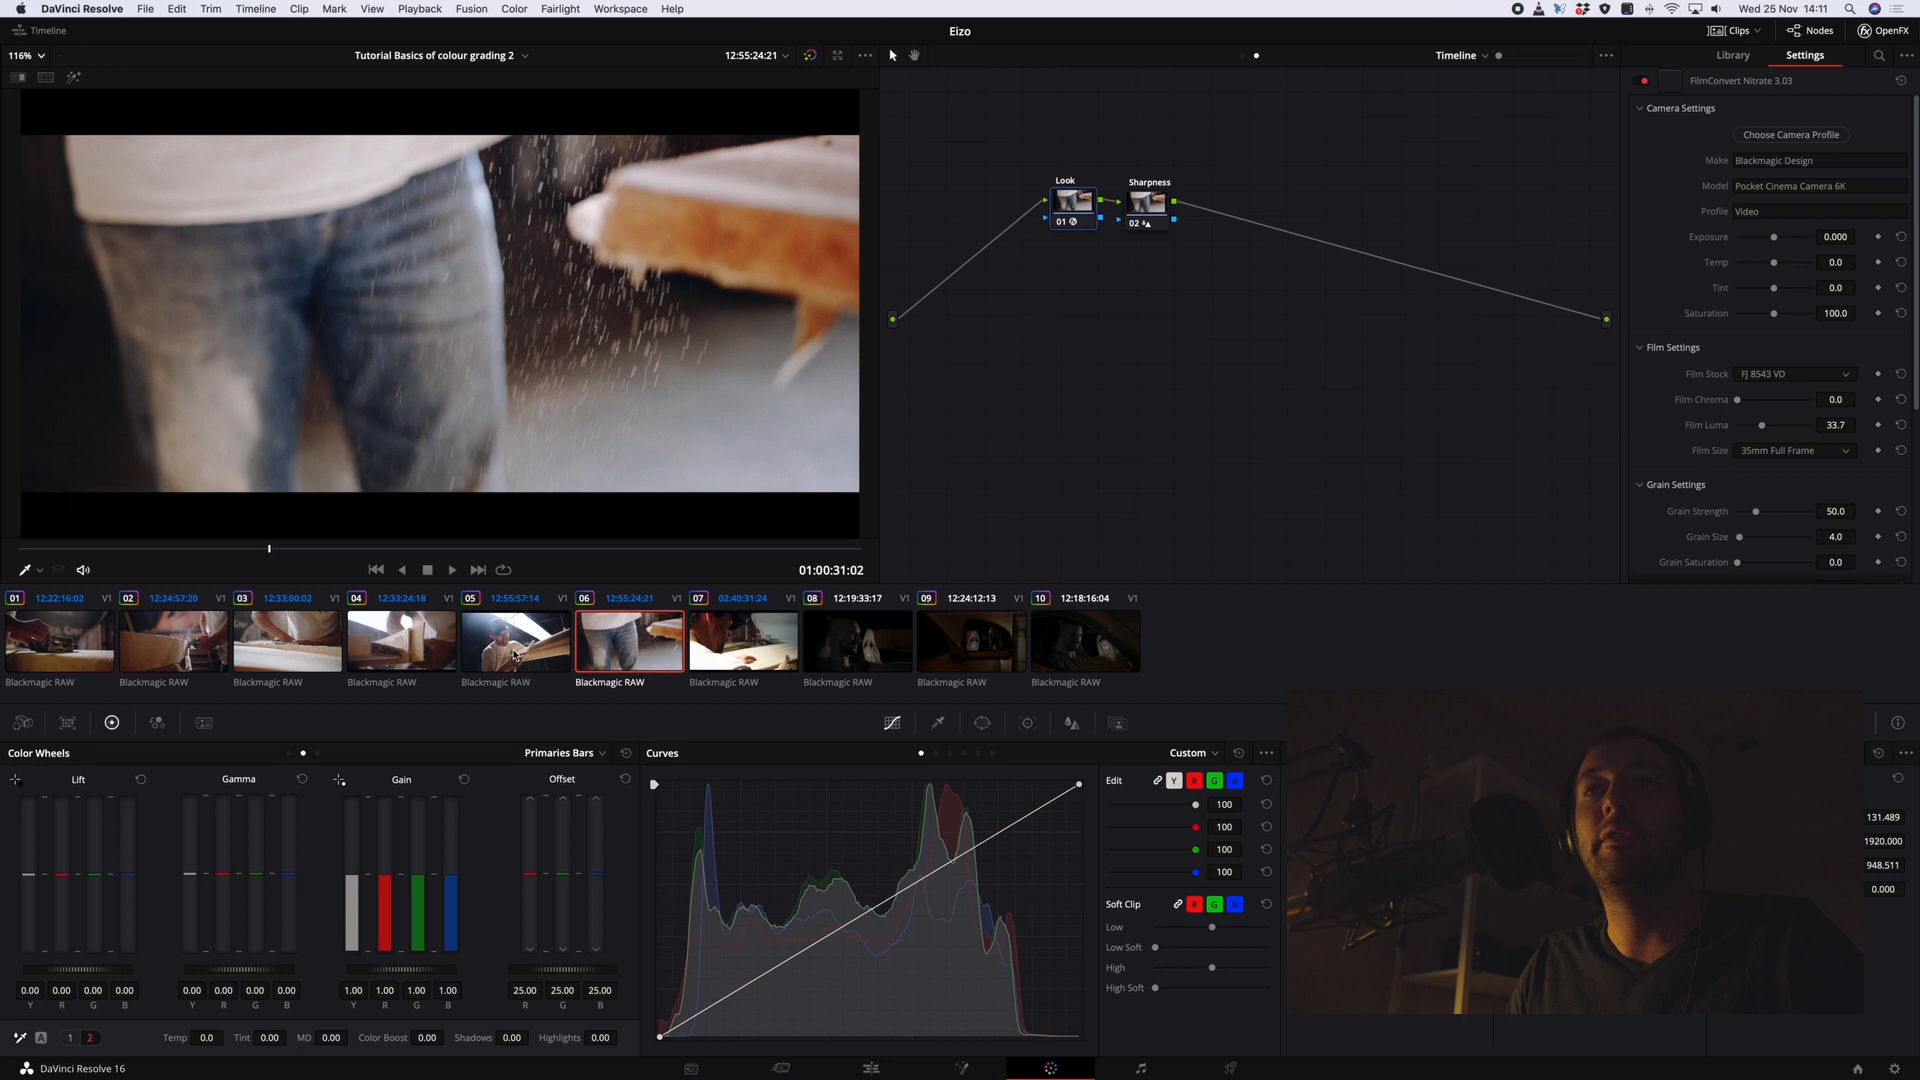 DaVinci Resolve File Edit Trim Timeline Clip Mark View Playback Fusion Color Fairlight Workspace Help Wed 25 Nov 14:11
Timeline Eizo Clips Nodes OpenFX
116% Tutorial Basics of colour grading 2 12:55:24:21 Timeline Library Settings
FilmConvert Nitrate 3.03
Camera Settings
Choose Camera Profile
Make Blackmagic Design
Model Pocket Cinema Camera 6K
Profile Video
Exposure 0.000
Temp 0.0
Tint 0.0
Saturation 100.0
Film Settings
Film Stock FJ 8543 VD
Film Chroma 0.0
Film Luma 33.7
Film Size 35mm Full Frame
Grain Settings
Grain Strength 50.0
Grain Size 4.0
Grain Saturation 0.0
Look Sharpness
01 02
01:00:31:02
01 12:22:16:02 V1 02 12:24:57:20 V1 03 12:33:00:02 V1 04 12:33:24:18 V1 05 12:55:57:14 V1 06 12:55:24:21 V1 07 02:40:31:24 V1 08 12:19:33:17 V1 09 12:24:12:13 V1 10 12:18:16:04 V1
Blackmagic RAW Blackmagic RAW Blackmagic RAW Blackmagic RAW Blackmagic RAW Blackmagic RAW Blackmagic RAW Blackmagic RAW Blackmagic RAW Blackmagic RAW
Color Wheels Primaries Bars Curves Custom
Lift Gamma Gain Offset
Edit Y R G B
100
100
100
100
Soft Clip R G B
Low
Low Soft
High
High Soft
131.489
1920.000
948.511
0.000
0.00 0.00 0.00 0.00 0.00 0.00 0.00 0.00 1.00 1.00 1.00 1.00 25.00 25.00 25.00
Y R G B Y R G B Y R G B R G B
A 1 2 Temp 0.0 Tint 0.00 MD 0.00 Color Boost 0.00 Shadows 0.00 Highlights 0.00
DaVinci Resolve 16